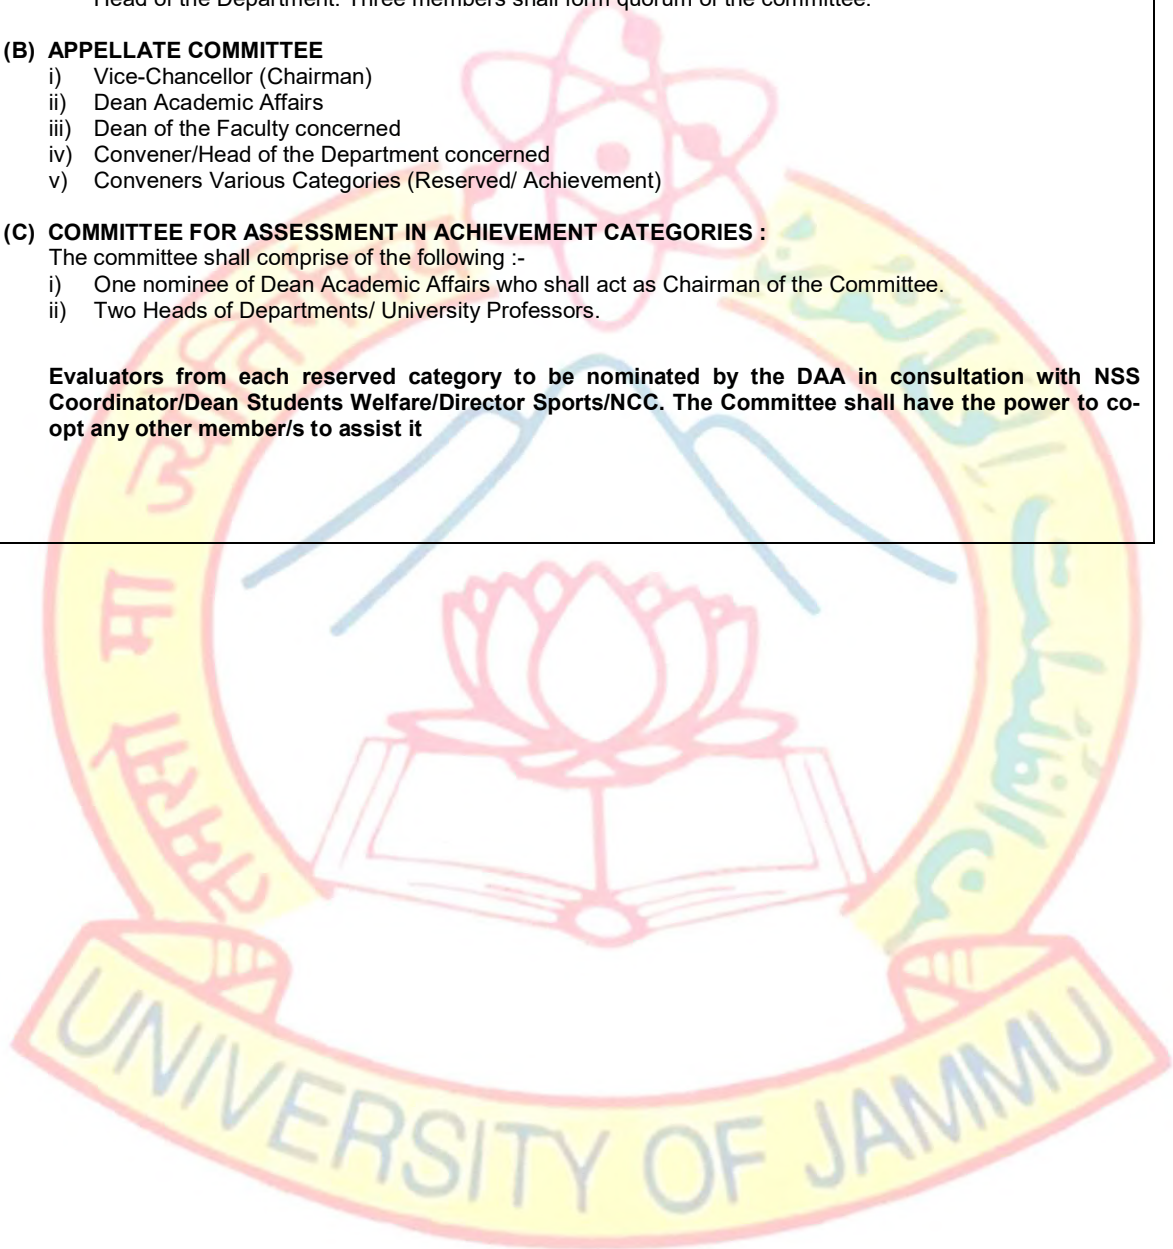 Head of the Department. Three members shall form quorum of the committee.
(B) APPELLATE COMMITTEE
i) Vice-Chancellor (Chairman)
ii) Dean Academic Affairs
iii) Dean of the Faculty concerned
iv) Convener/Head of the Department concerned
v) Conveners Various Categories (Reserved/ Achievement)
(C) COMMITTEE FOR ASSESSMENT IN ACHIEVEMENT CATEGORIES :
The committee shall comprise of the following :-
i) One nominee of Dean Academic Affairs who shall act as Chairman of the Committee.
ii) Two Heads of Departments/ University Professors.
Evaluators from each reserved category to be nominated by the DAA in consultation with NSS
Coordinator/Dean Students Welfare/Director Sports/NCC. The Committee shall have the power to co-
opt any other member/s to assist it
तमसो मा ज्योतिर्गमय
UNIVERSITY OF JAMMU